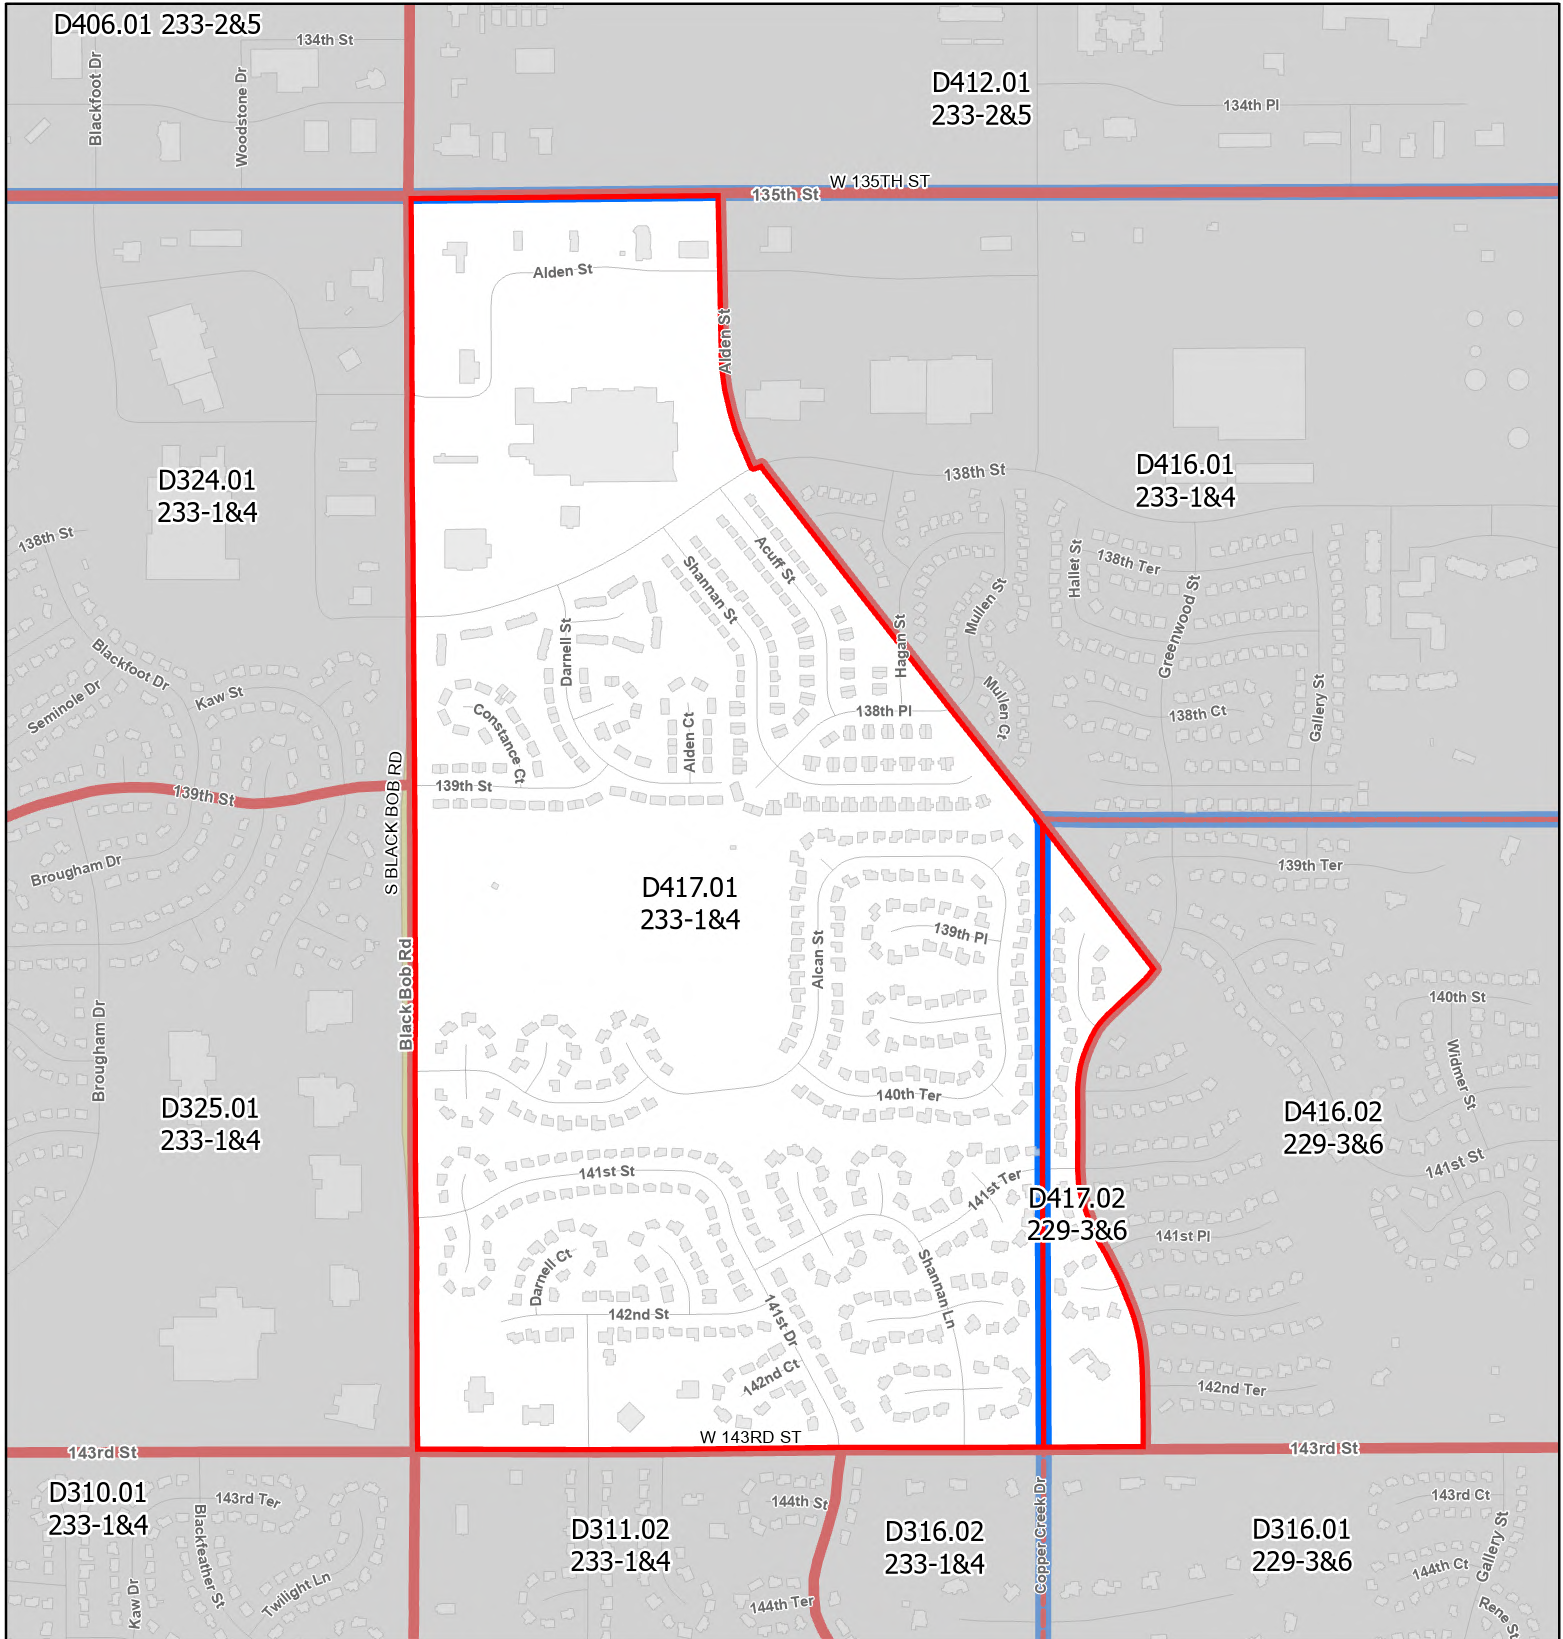 D406.01 233-2&5
134th St
Blackfoot Dr
Woodstone Dr
D412.01
233-2&5
134th Pl
W 135TH ST
135th St
Alden St
Alden St
D324.01
233-1&4
138th St
D416.01
233-1&4
138th St
Acuff St
Shannan St
Hallet St
138th Ter
Mullen St
Greenwood St
Hagan St
Darnell St
Blackfoot Dr
Seminole Dr
Kaw St
Constance Ct
Alden Ct
138th Pl
Mullen Ct
138th Ct
Gallery St
139th St
139th St
S BLACK BOB RD
Brougham Dr
D417.01
233-1&4
139th Ter
Alcan St
139th Pl
Black Bob Rd
Brougham Dr
140th St
Widmer St
D325.01
233-1&4
140th Ter
D416.02
229-3&6
141st St
141st St
141st Ter
D417.02
229-3&6
141st Pl
Darnell Ct
Shannan Ln
142nd St
141st Dr
142nd Ct
142nd Ter
W 143RD ST
143rd St
143rd St
D310.01
233-1&4
143rd Ter
Blackfeather St
Kaw Dr
Twilight Ln
D311.02
233-1&4
144th St
144th Ter
D316.02
233-1&4
Copper Creek Dr
D316.01
229-3&6
143rd Ct
Gallery St
144th Ct
Rene St